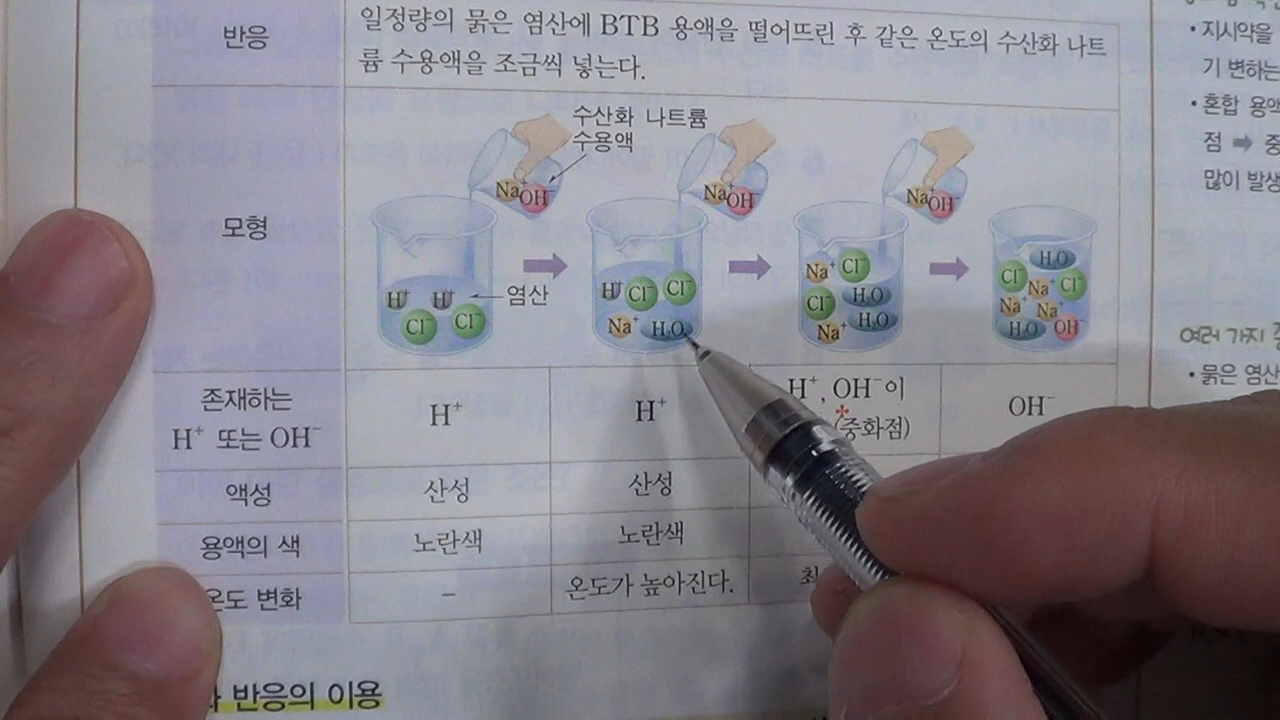 반응
일정량의 묽은 염산에 BTB 용액을 떨어뜨린 후 같은 온도의 수산화 나트
륨 수용액을 조금씩 넣는다.
모형
수산화 나트륨
수용액
Na⁺ OH⁻
Na⁺ OH⁻
Na⁺ OH⁻
H⁺ H⁺
염산
Cl⁻ Cl⁻
H⁺ Cl⁻ Cl⁻
Na⁺ H₂O
Na⁺ Cl⁻
Cl⁻ H₂O
Na⁺ H₂O
H₂O
Cl⁻ Na⁺ Cl⁻
Na⁺ Na⁺
H₂O OH⁻
존재하는
H⁺ 또는 OH⁻
H⁺
H⁺
H⁺, OH⁻이
*
(중화점)
OH⁻
액성
산성
산성
용액의 색
노란색
노란색
온도 변화
–
온도가 높아진다.
최
반응의 이용
• 지시약을
기 변하는
• 혼합 용액
점 ➡ 중
많이 발생
여러 가지 중
• 묽은 염산